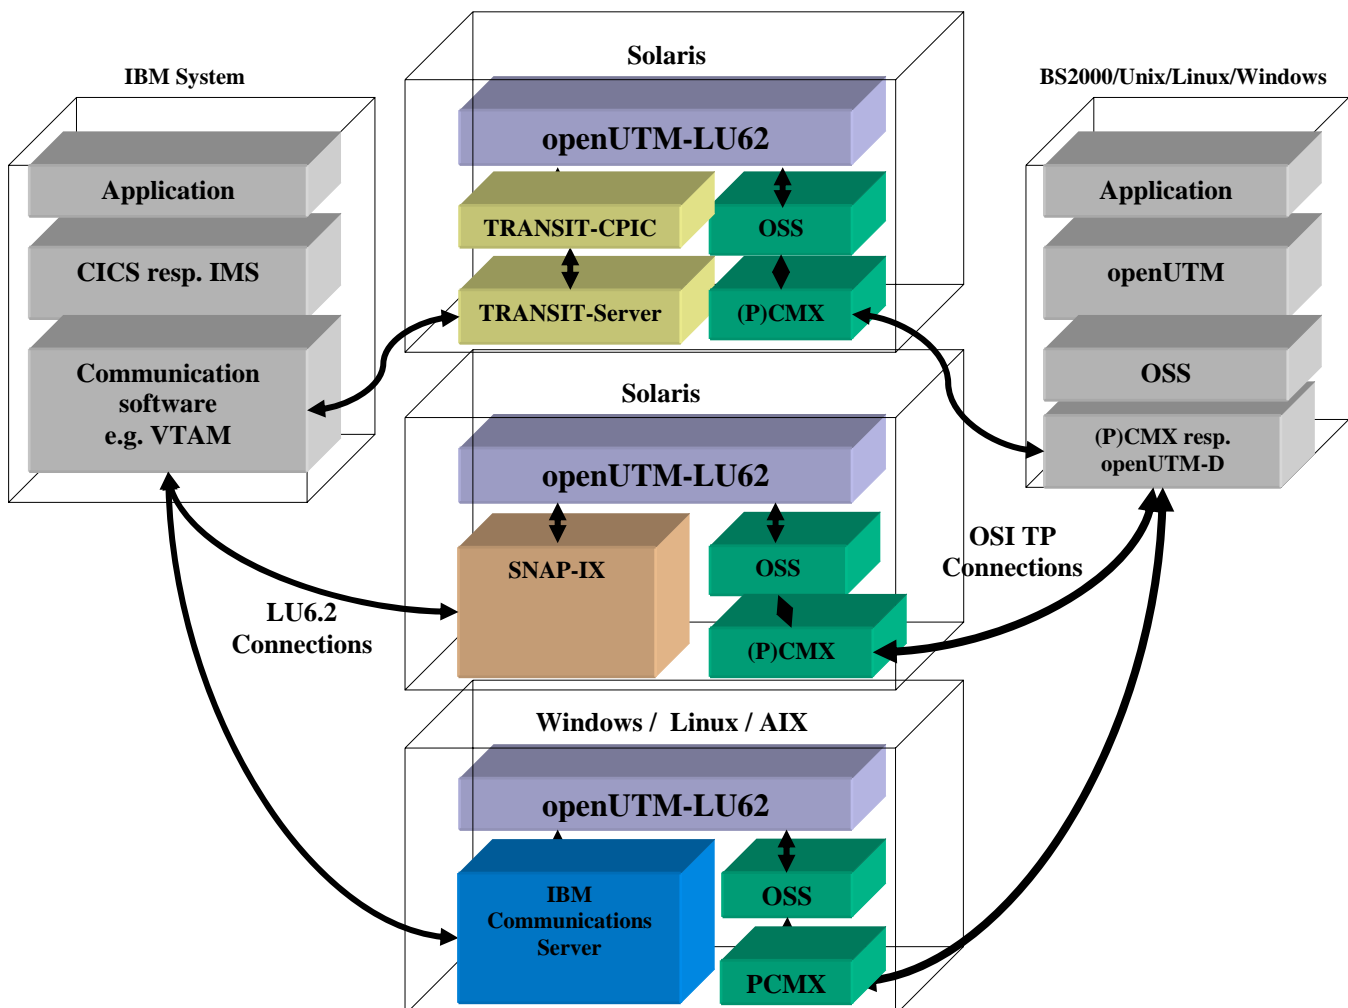 IBM System
Application
CICS resp. IMS
Communication
software
e.g. VTAM
Solaris
openUTM-LU62
TRANSIT-CPIC
OSS
TRANSIT-Server
(P)CMX
Solaris
openUTM-LU62
SNAP-IX
OSS
(P)CMX
LU6.2
Connections
Windows /  Linux / AIX
openUTM-LU62
IBM
Communications
Server
OSS
PCMX
BS2000/Unix/Linux/Windows
Application
openUTM
OSS
(P)CMX resp.
openUTM-D
OSI TP
Connections